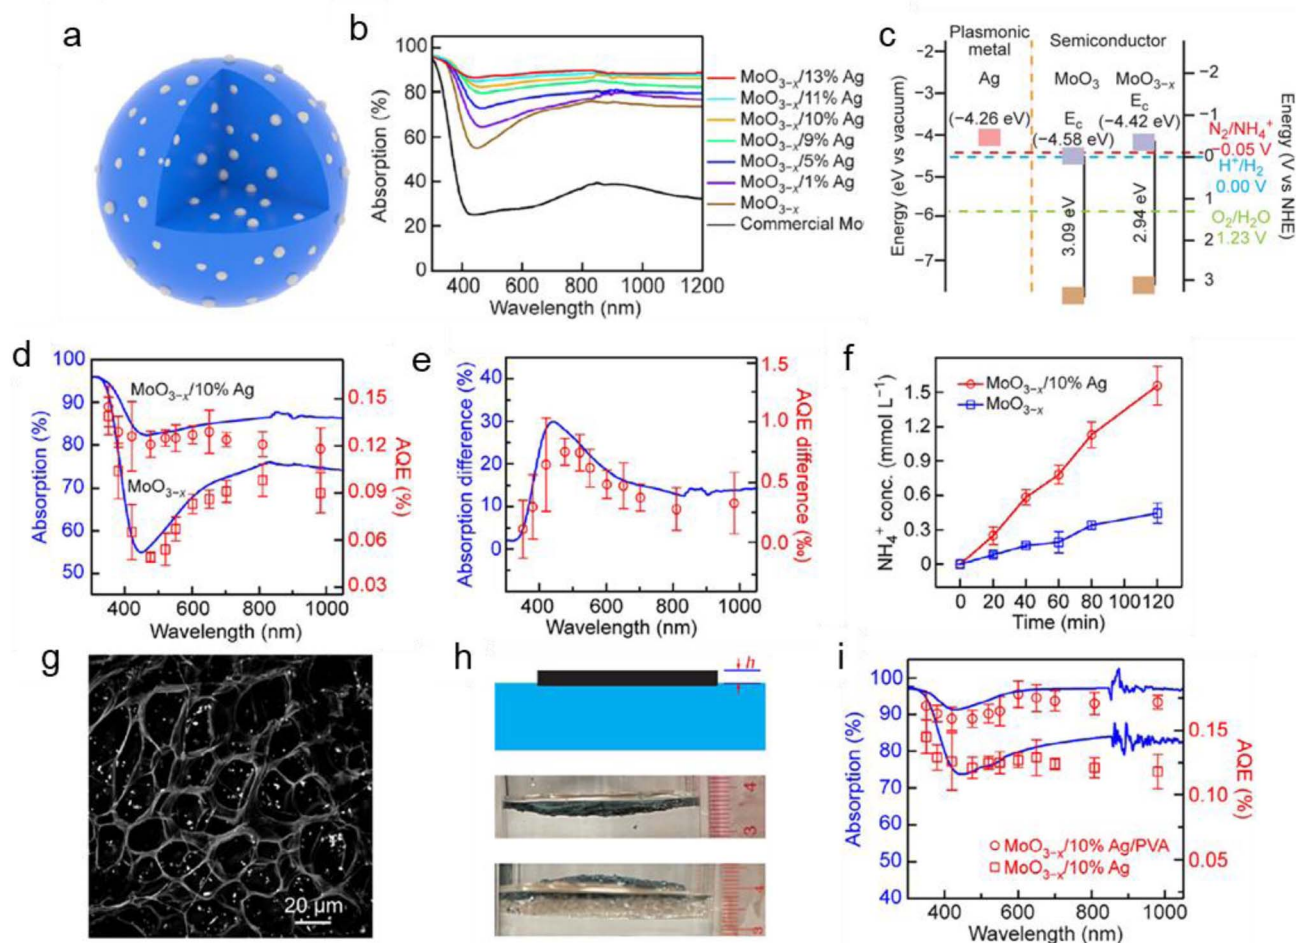 a
b
Absorption (%)
100
80
60
40
20
0
400
600
800
1000
1200
Wavelength (nm)
MoO₃₋ₓ/13% Ag
MoO₃₋ₓ/11% Ag
MoO₃₋ₓ/10% Ag
MoO₃₋ₓ/9% Ag
MoO₃₋ₓ/5% Ag
MoO₃₋ₓ/1% Ag
MoO₃₋ₓ
Commercial Mo
c
Plasmonic
metal
Semiconductor
Ag
MoO₃
MoO₃₋ₓ
(−4.26 eV)
E꜀
(−4.58 eV)
E꜀
(−4.42 eV)
3.09 eV
2.94 eV
Energy (eV vs vacuum)
−2
−3
−4
−5
−6
−7
−2
−1
0
1
2
3
Energy (V vs NHE)
N₂/NH₄⁺
−0.05 V
H⁺/H₂
0.00 V
O₂/H₂O
1.23 V
d
Absorption (%)
100
90
80
70
60
50
MoO₃₋ₓ/10% Ag
MoO₃₋ₓ
0.15
0.12
0.09
0.06
0.03
AQE (%)
400
600
800
1000
Wavelength (nm)
e
Absorption difference (%)
40
30
20
10
0
1.5
1.0
0.5
0.0
AQE difference (‰)
400
600
800
1000
Wavelength (nm)
f
NH₄⁺ conc. (mmol L⁻¹)
1.5
1.2
0.9
0.6
0.3
0
MoO₃₋ₓ/10% Ag
MoO₃₋ₓ
0
20
40
60
80
100
120
Time (min)
g
20 μm
h
h
4
3
4
3
i
Absorption (%)
100
90
80
70
60
50
40
0.15
0.10
0.05
AQE (%)
MoO₃₋ₓ/10% Ag/PVA
MoO₃₋ₓ/10% Ag
400
600
800
1000
Wavelength (nm)